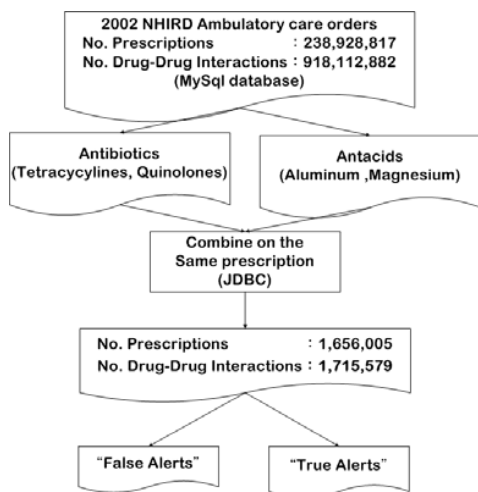 2002 NHIRD Ambulatory care orders
No. Prescriptions : 238,928,817
No. Drug-Drug Interactions : 918,112,882
(MySql database)
Antibiotics
(Tetracycylines, Quinolones)
Antacids
(Aluminum ,Magnesium)
Combine on the
Same prescription
(JDBC)
No. Prescriptions : 1,656,005
No. Drug-Drug Interactions : 1,715,579
“False Alerts”
“True Alerts”